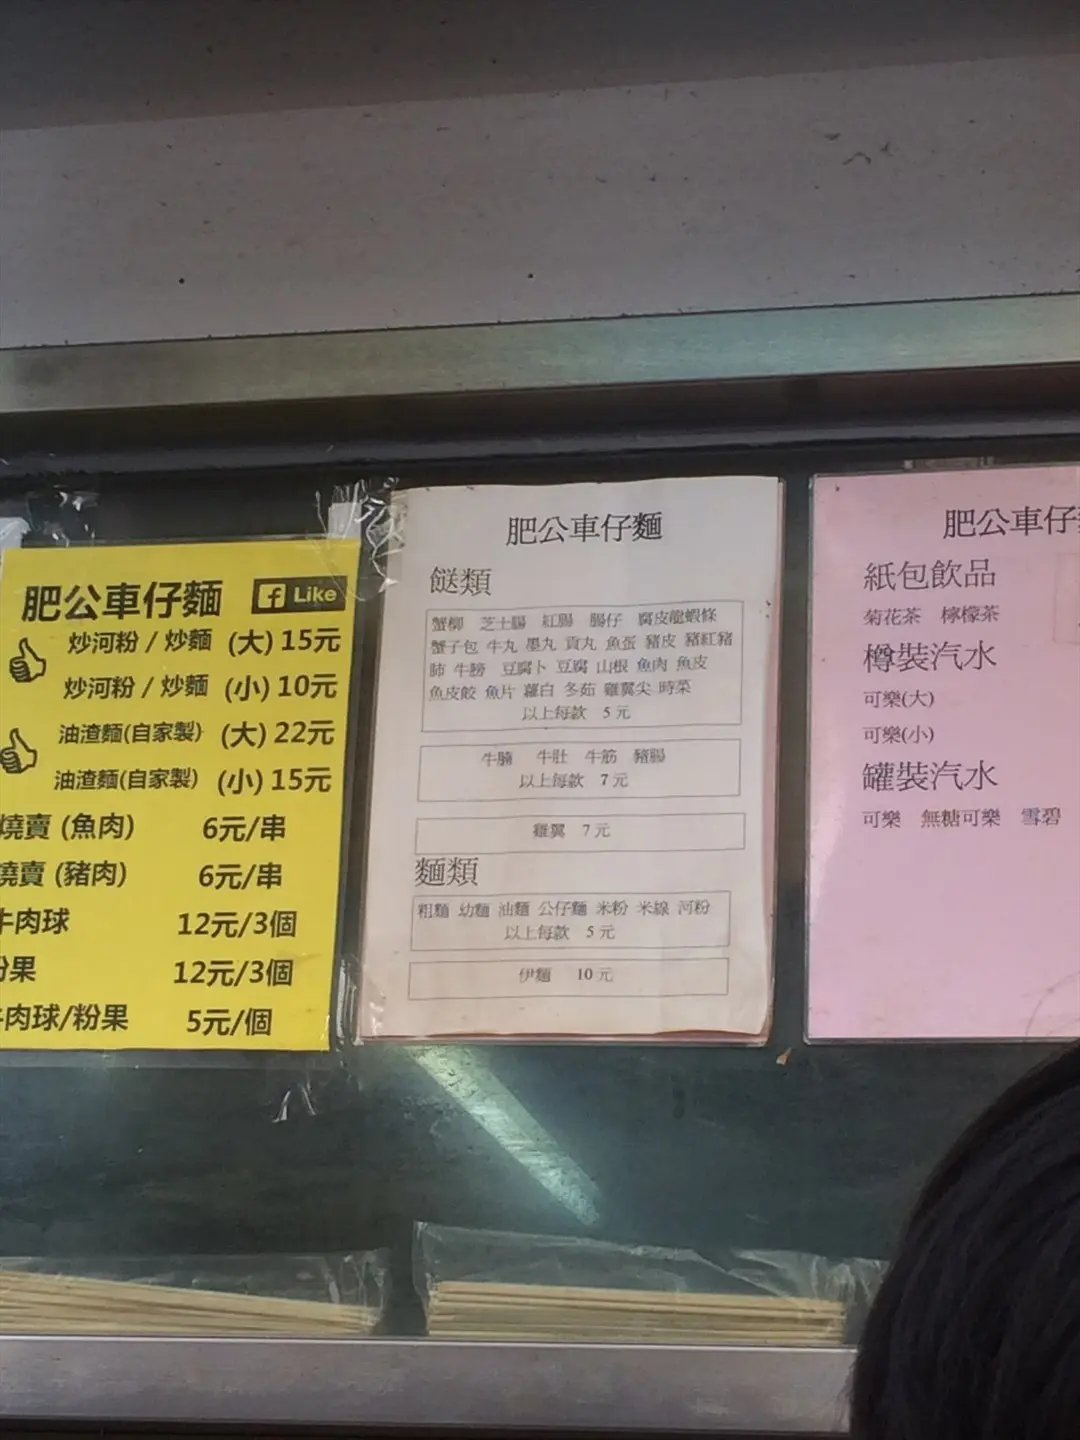 肥公車仔麵
Like
炒河粉 / 炒麵 (大) 15元
炒河粉 / 炒麵 (小) 10元
油渣麵(自家製) (大) 22元
油渣麵(自家製) (小) 15元
燒賣 (魚肉) 6元/串
燒賣 (豬肉) 6元/串
牛肉球 12元/3個
粉果 12元/3個
牛肉球/粉果 5元/個
肥公車仔麵
餸類
蟹柳 芝士腸 紅腸 腸仔 腐皮龍蝦條
蟹子包 牛丸 墨丸 貢丸 魚蛋 豬皮 豬紅豬
肺 牛膀 豆腐卜 豆腐 山根 魚肉 魚皮
魚皮餃 魚片 蘿白 冬茹 雞翼尖 時菜
以上每款 5 元
牛腩 牛肚 牛筋 豬腸
以上每款 7 元
雞翼 7 元
麵類
粗麵 幼麵 油麵 公仔麵 米粉 米線 河粉
以上每款 5 元
伊麵 10 元
肥公車仔
紙包飲品
菊花茶 檸檬茶
樽裝汽水
可樂(大)
可樂(小)
罐裝汽水
可樂 無糖可樂 雪碧